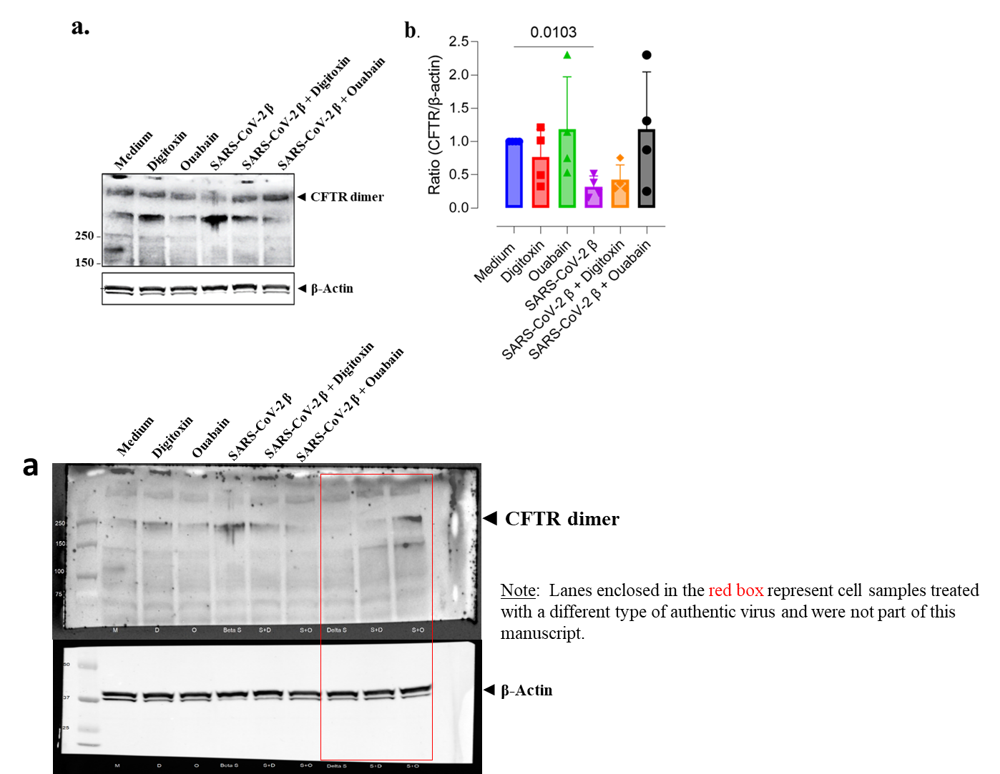 a.
Medium
Digitoxin
Ouabain
SARS-CoV-2 β
SARS-CoV-2 β + Digitoxin
SARS-CoV-2 β + Ouabain
CFTR dimer
250
150
β-Actin
b.
0.0103
Ratio (CFTR/β-actin)
2.5
2.0
1.5
1.0
0.5
0.0
Medium
Digitoxin
Ouabain
SARS-CoV-2 β
SARS-CoV-2 β + Digitoxin
SARS-CoV-2 β + Ouabain
a
Medium
Digitoxin
Ouabain
SARS-CoV-2 β
SARS-CoV-2 β + Digitoxin
SARS-CoV-2 β + Ouabain
250
150
100
75
CFTR dimer
M D O Beta S S+D S+O Delta S S+D S+O
Note: Lanes enclosed in the red box represent cell samples treated
with a different type of authentic virus and were not part of this
manuscript.
50
37
25
β-Actin
M D O Beta S S+D S+O Delta S S+D S+O